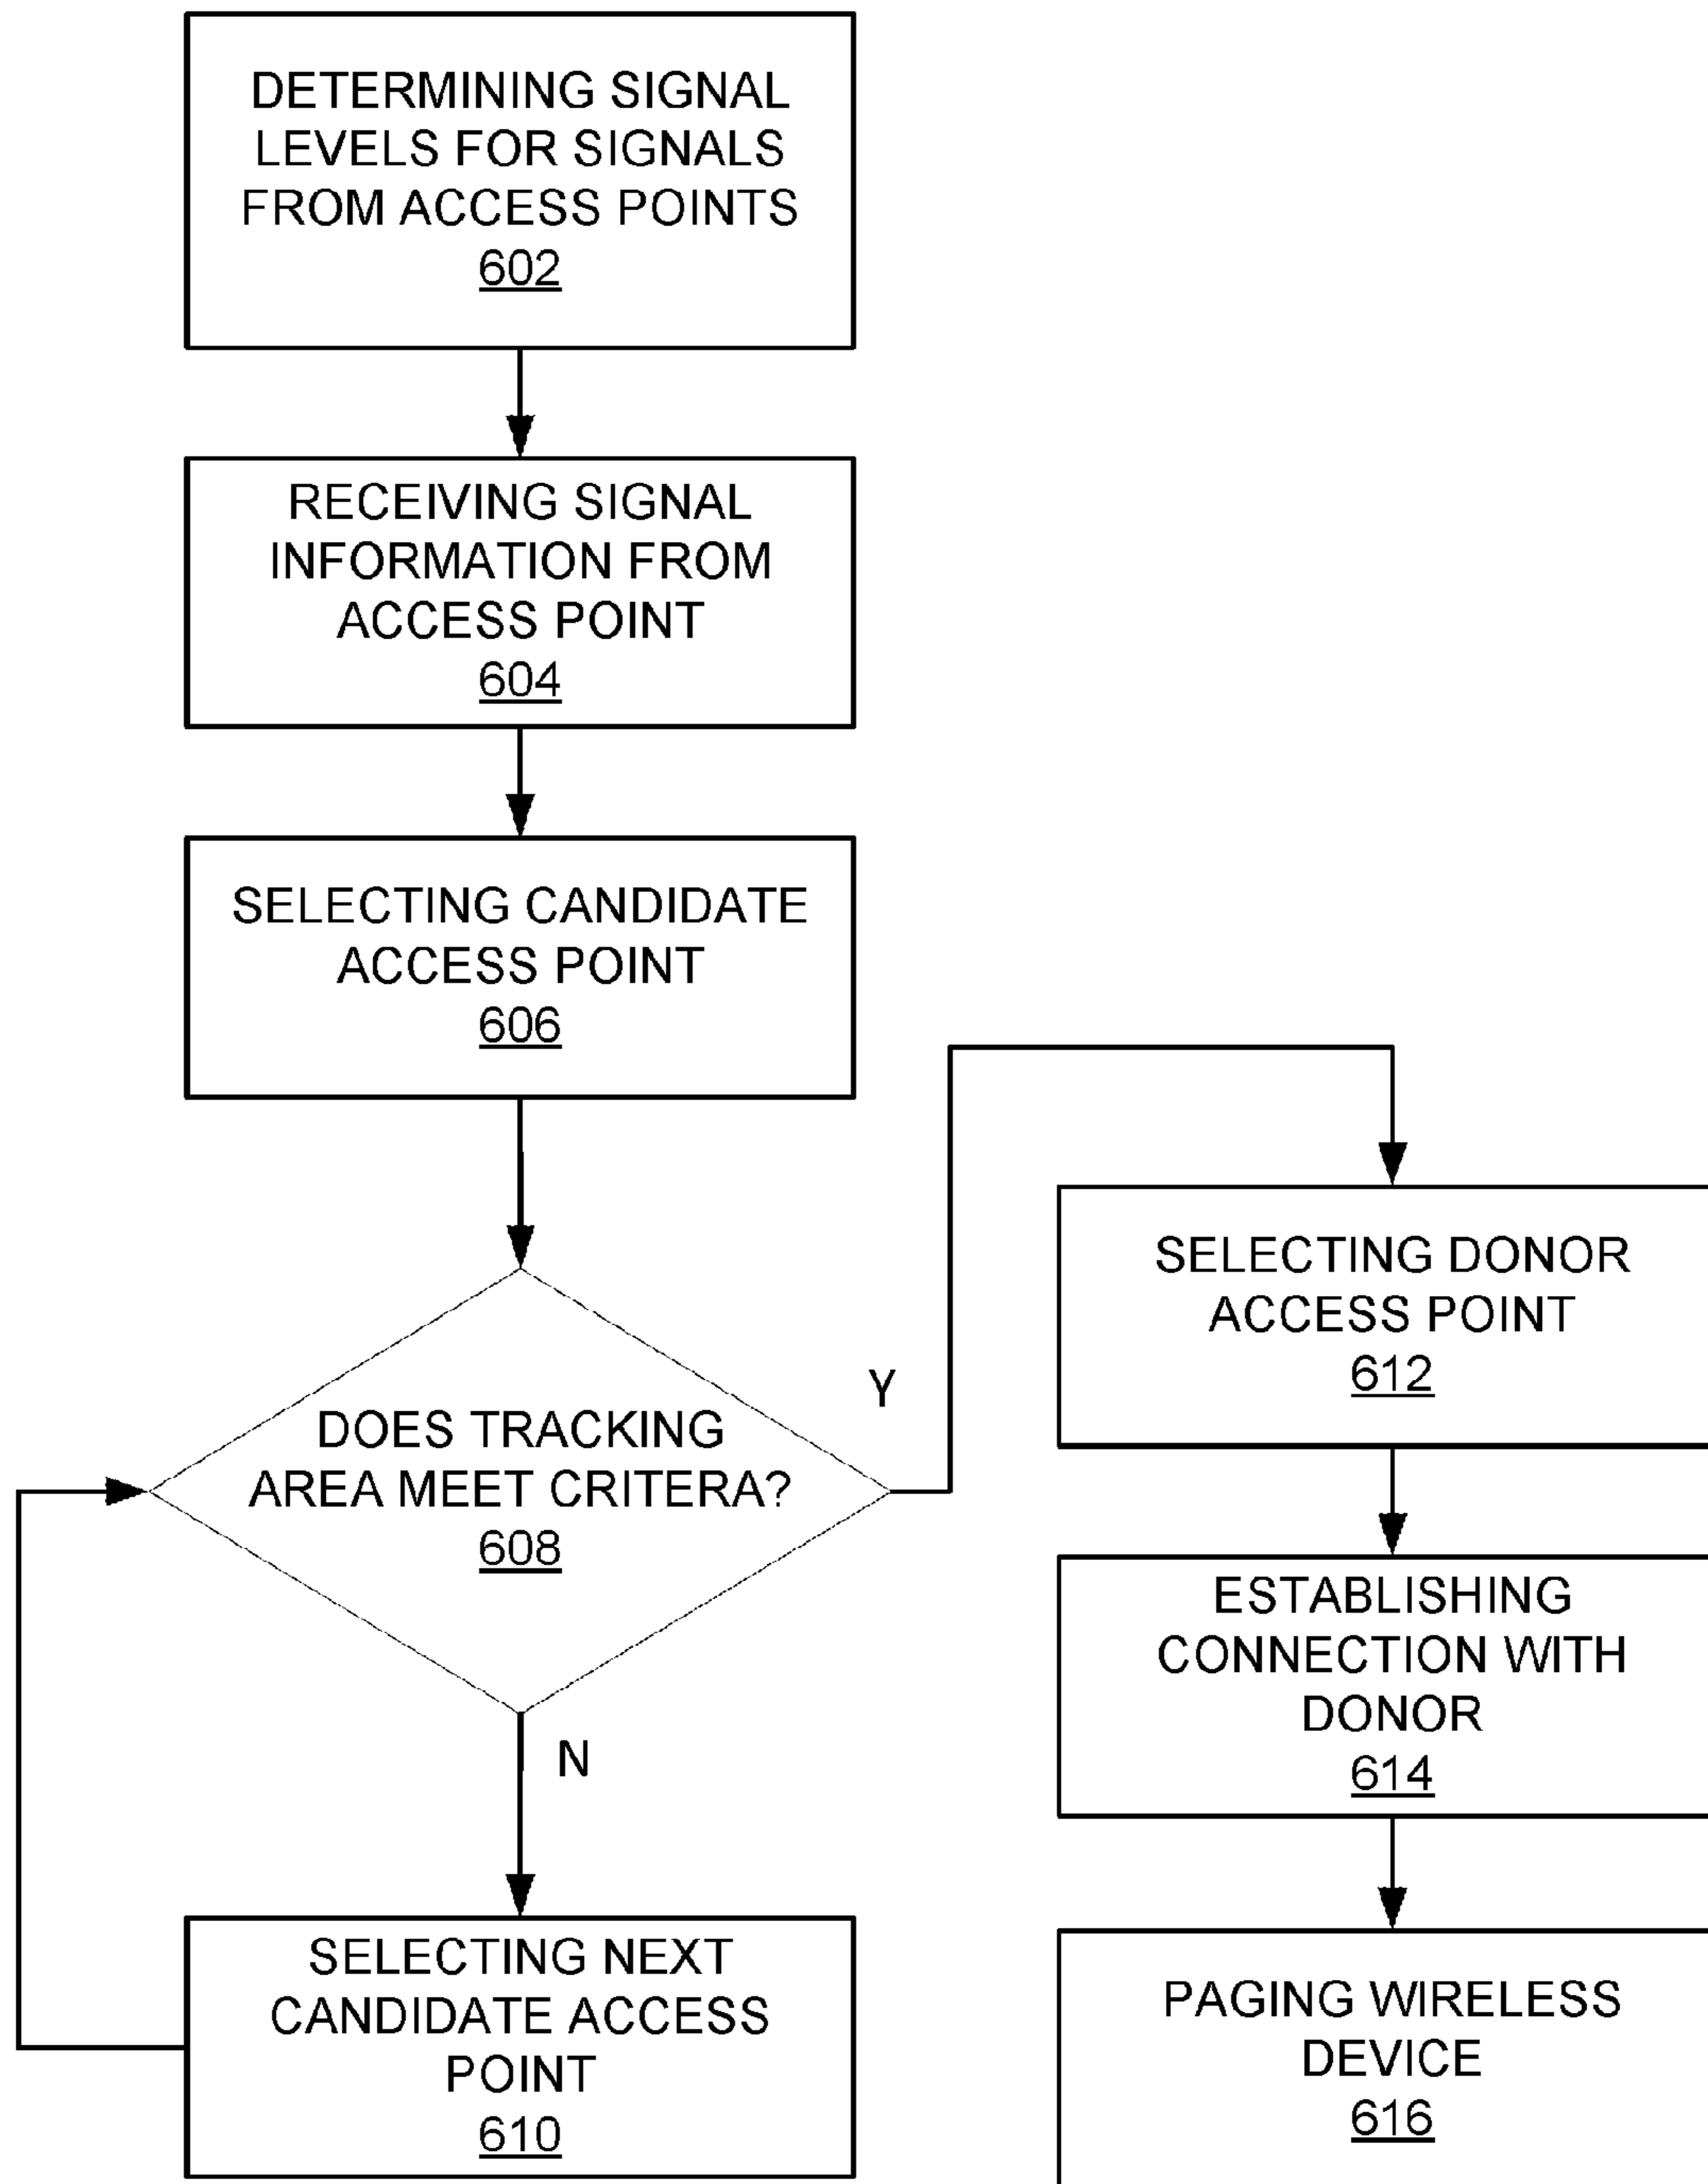 DETERMINING SIGNAL
LEVELS FOR SIGNALS
FROM ACCESS POINTS
602
RECEIVING SIGNAL
INFORMATION FROM
ACCESS POINT
604
SELECTING CANDIDATE
ACCESS POINT
606
DOES TRACKING
AREA MEET CRITERA?
608
Y
N
SELECTING NEXT
CANDIDATE ACCESS
POINT
610
SELECTING DONOR
ACCESS POINT
612
ESTABLISHING
CONNECTION WITH
DONOR
614
PAGING WIRELESS
DEVICE
616